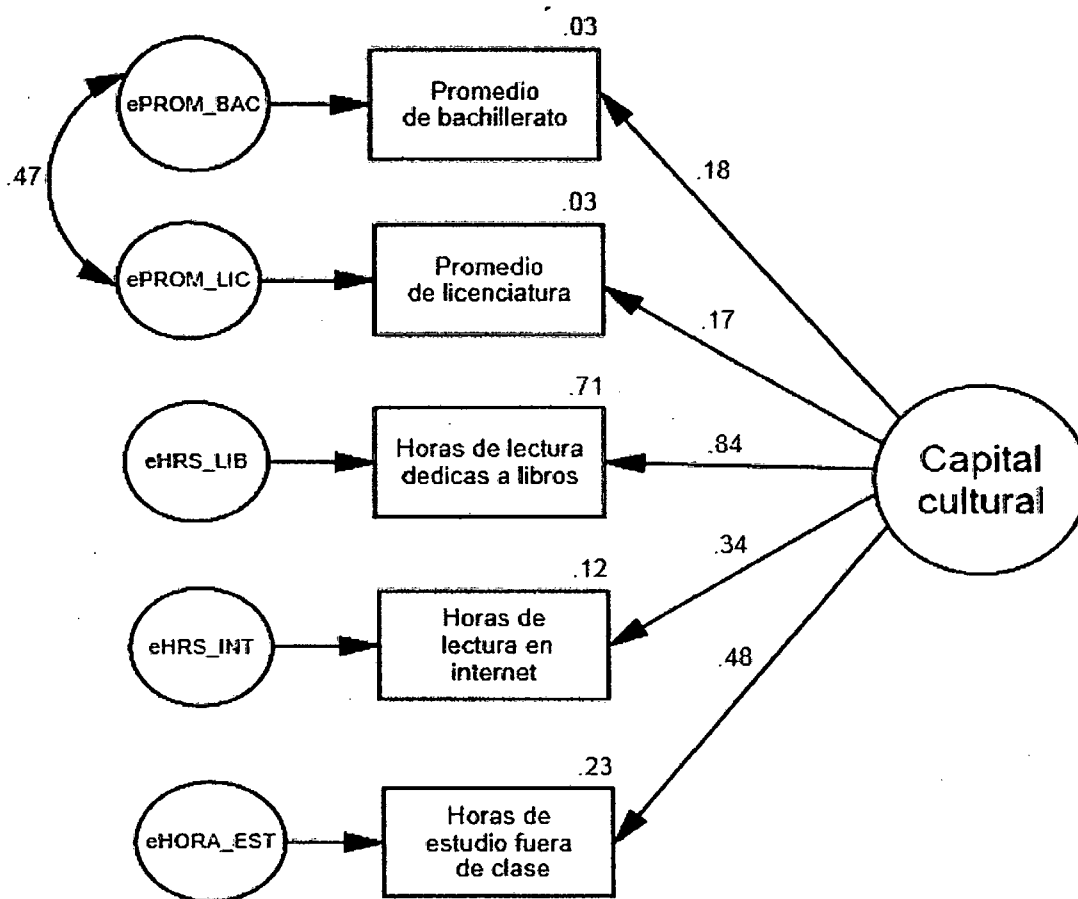 .03
ePROM_BAC
Promedio
de bachillerato
.47
.18
.03
ePROM_LIC
Promedio
de licenciatura
.17
.71
eHRS_LIB
Horas de lectura
dedicas a libros
.84
Capital
cultural
.12
.34
eHRS_INT
Horas de
lectura en
internet
.48
.23
eHORA_EST
Horas de
estudio fuera
de clase